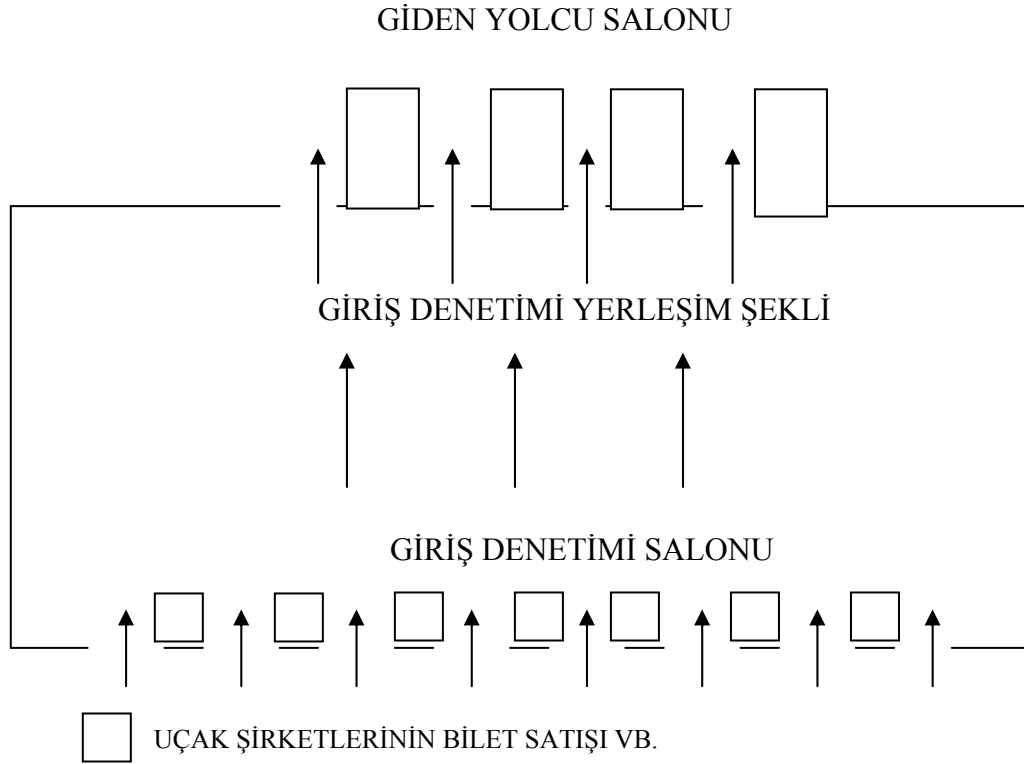 GİDEN YOLCU SALONU
GİRİŞ DENETİMİ YERLEŞİM ŞEKLİ
GİRİŞ DENETİMİ SALONU
UÇAK ŞİRKETLERİNİN BİLET SATIŞI VB.